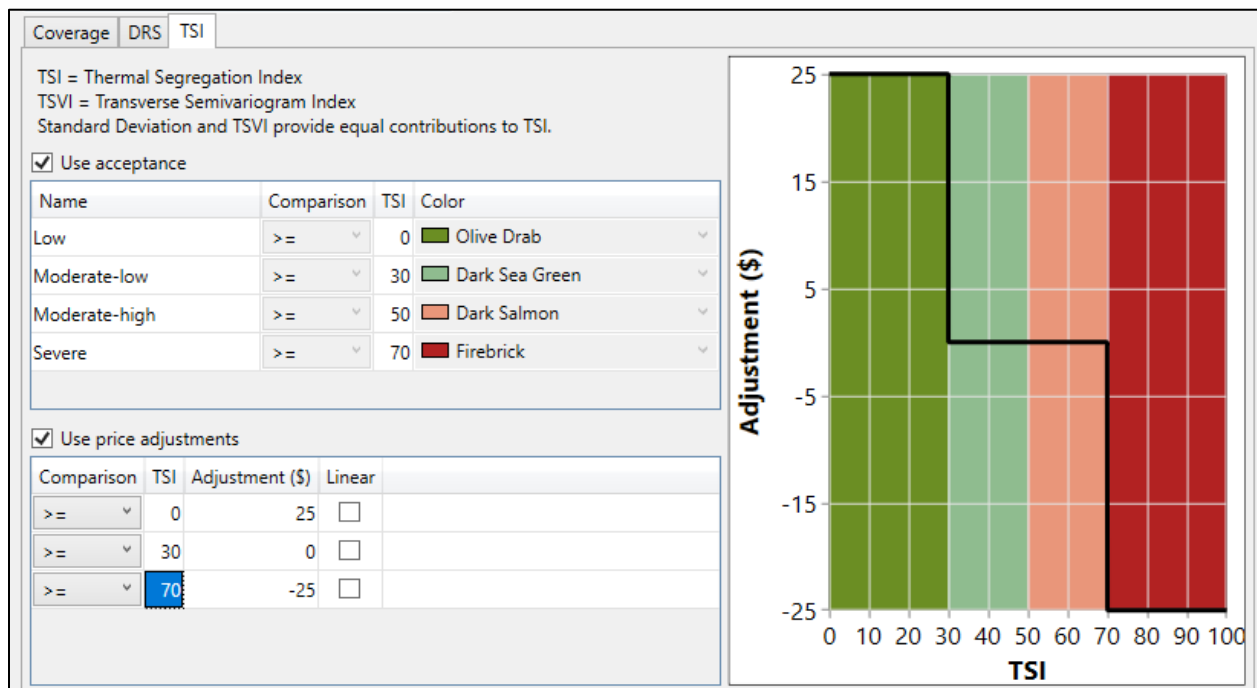 Coverage DRS TSI
TSI = Thermal Segregation Index
TSVI = Transverse Semivariogram Index
Standard Deviation and TSVI provide equal contributions to TSI.
Use acceptance
Name Comparison TSI Color
Low >= 0 Olive Drab
Moderate-low >= 30 Dark Sea Green
Moderate-high >= 50 Dark Salmon
Severe >= 70 Firebrick
Use price adjustments
Comparison TSI Adjustment ($) Linear
>= 0 25
>= 30 0
>= 70 -25
Adjustment ($)
25
15
5
-5
-15
-25
0 10 20 30 40 50 60 70 80 90 100
TSI